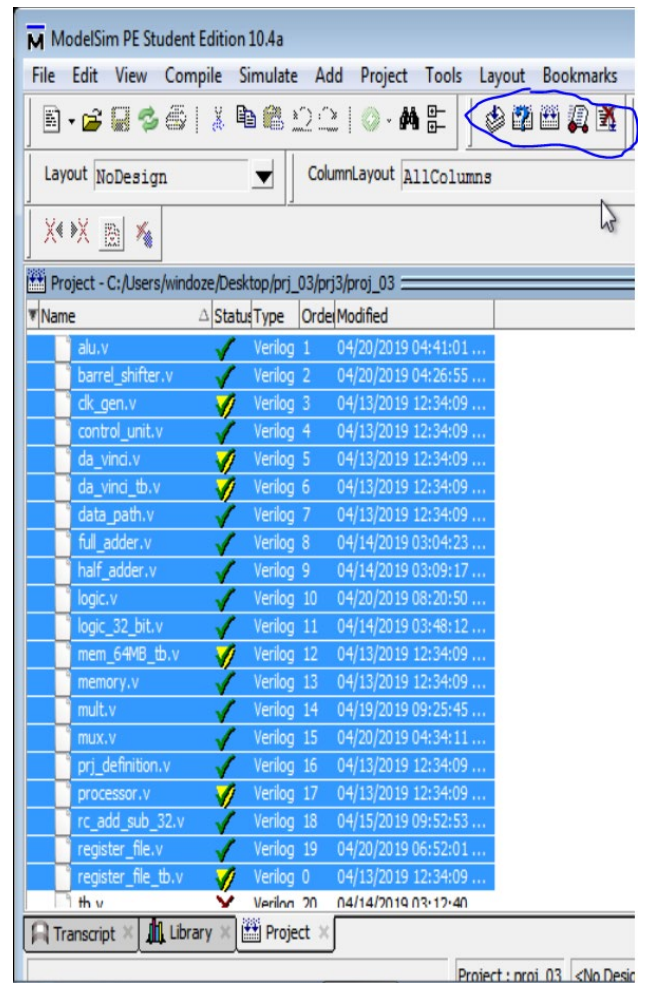 M ModelSim PE Student Edition 10.4a
File Edit View Compile Simulate Add Project Tools Layout Bookmarks
Layout NoDesign ColumnLayout AllColumns
Project - C:/Users/windoze/Desktop/prj_03/prj3/proj_03
Name Status Type Order Modified
alu.v Verilog 1 04/20/2019 04:41:01 ...
barrel_shifter.v Verilog 2 04/20/2019 04:26:55 ...
clk_gen.v Verilog 3 04/13/2019 12:34:09 ...
control_unit.v Verilog 4 04/13/2019 12:34:09 ...
da_vinci.v Verilog 5 04/13/2019 12:34:09 ...
da_vinci_tb.v Verilog 6 04/13/2019 12:34:09 ...
data_path.v Verilog 7 04/13/2019 12:34:09 ...
full_adder.v Verilog 8 04/14/2019 03:04:23 ...
half_adder.v Verilog 9 04/14/2019 03:09:17 ...
logic.v Verilog 10 04/20/2019 08:20:50 ...
logic_32_bit.v Verilog 11 04/14/2019 03:48:12 ...
mem_64MB_tb.v Verilog 12 04/13/2019 12:34:09 ...
memory.v Verilog 13 04/13/2019 12:34:09 ...
mult.v Verilog 14 04/19/2019 09:25:45 ...
mux.v Verilog 15 04/20/2019 04:34:11 ...
prj_definition.v Verilog 16 04/13/2019 12:34:09 ...
processor.v Verilog 17 04/13/2019 12:34:09 ...
rc_add_sub_32.v Verilog 18 04/15/2019 09:52:53 ...
register_file.v Verilog 19 04/20/2019 06:52:01 ...
register_file_tb.v Verilog 0 04/13/2019 12:34:09 ...
tb.v Verilog 20 04/14/2019 03:12:40
Transcript Library Project
Project : proj_03 <No Desig